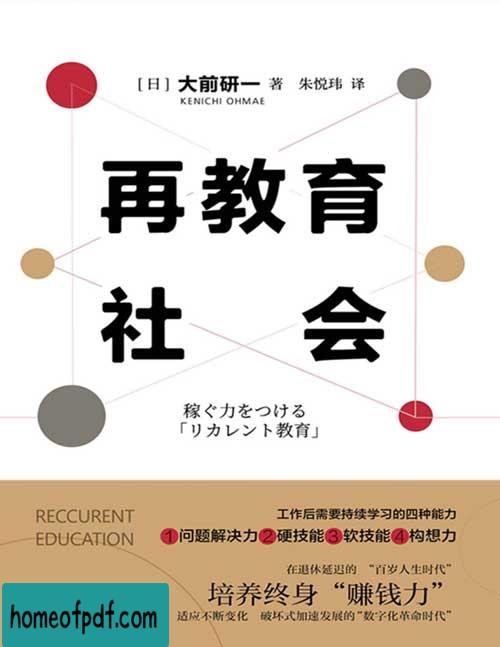 ［日］大前研一 著 朱悦玮 译
KENICHI OHMAE
再教育
社会
稼ぐ力をつける
「リカレント教育」
RECCURENT
EDUCATION
工作后需要持续学习的四种能力
1问题解决力2硬技能3软技能4构想力
在退休延迟的 “百岁人生时代”
培养终身“赚钱力”
适应不断变化 破坏式加速发展的“数字化革命时代”
homeofpdf.com